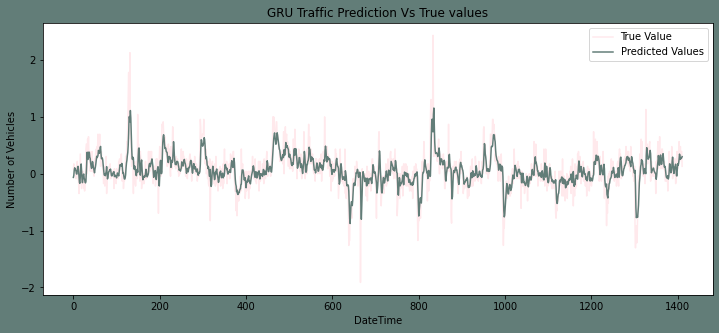 GRU Traffic Prediction Vs True values
True Value
Predicted Values
Number of Vehicles
2
1
0
−1
−2
0 200 400 600 800 1000 1200 1400
DateTime